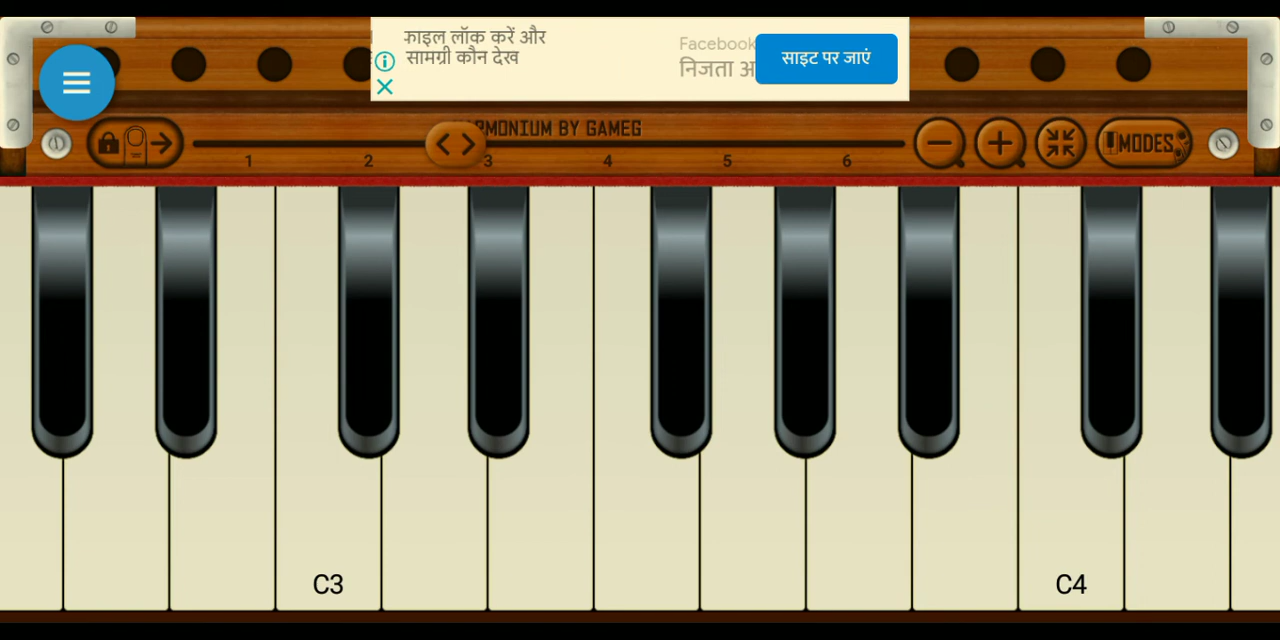 फ़ाइल लॉक करें और
सामग्री कौन देख
Facebook
निजता अ
साइट पर जाएं
RMONIUM BY GAMEG
1 2 3 4 5 6
MODES
C3 C4